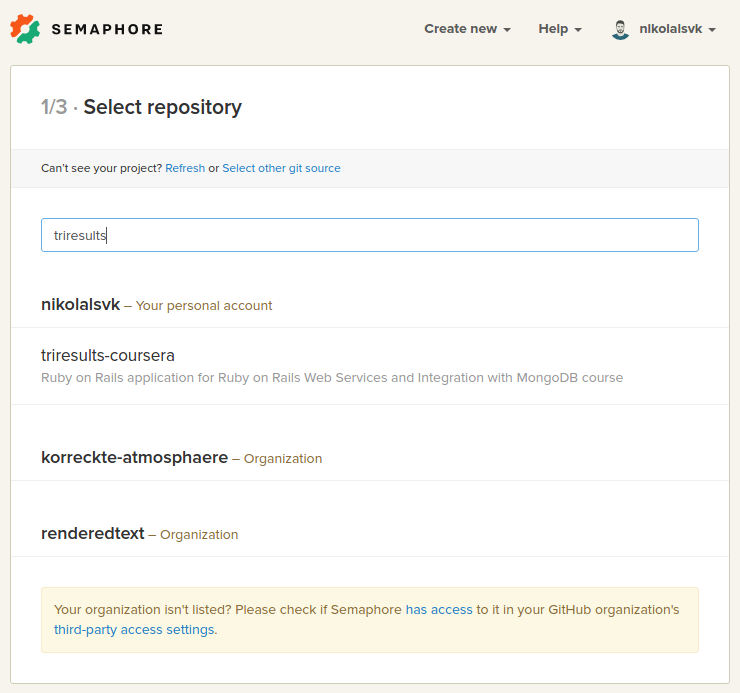 SEMAPHORE
Create new
Help
nikolalsvk
1/3 · Select repository
Can't see your project? Refresh or Select other git source
triresults
nikolalsvk – Your personal account
triresults-coursera
Ruby on Rails application for Ruby on Rails Web Services and Integration with MongoDB course
korreckte-atmosphaere – Organization
renderedtext – Organization
Your organization isn't listed? Please check if Semaphore has access to it in your GitHub organization's
third-party access settings.